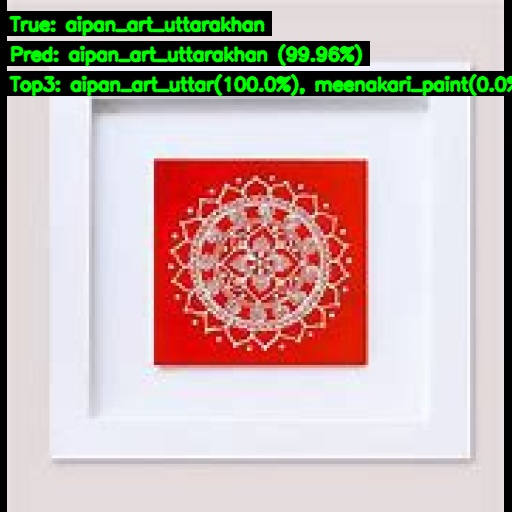 True: aipan_art_uttarakhan
Pred: aipan_art_uttarakhan (99.96%)
Top3: aipan_art_uttar(100.0%), meenakari_paint(0.0%